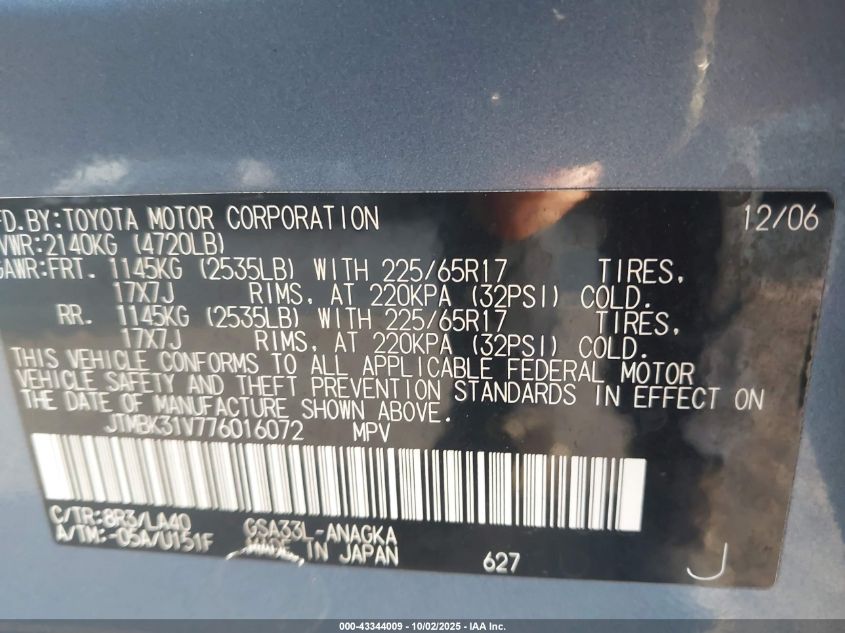 FD. BY: TOYOTA MOTOR CORPORATION 12/06
VWR: 2140KG (4720LB)
GAWR: FRT. 1145KG (2535LB) WITH 225/65R17 TIRES,
17X7J RIMS, AT 220KPA (32PSI) COLD.
RR. 1145KG (2535LB) WITH 225/65R17 TIRES,
17X7J RIMS, AT 220KPA (32PSI) COLD.
THIS VEHICLE CONFORMS TO ALL APPLICABLE FEDERAL MOTOR
VEHICLE SAFETY AND THEFT PREVENTION STANDARDS IN EFFECT ON
THE DATE OF MANUFACTURE SHOWN ABOVE.
JTMBK31V776016072 MPV
C/TR: 8R3/LA40 GSA33L-ANAGKA
A/TM: -05A/U151F MADE IN JAPAN 627
J
000-43344009 - 10/02/2025 - IAA Inc.